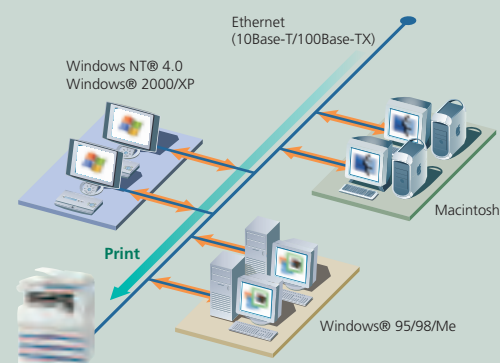 Ethernet
(10Base-T/100Base-TX)
Windows NT® 4.0
Windows® 2000/XP
Macintosh
Print
Windows® 95/98/Me